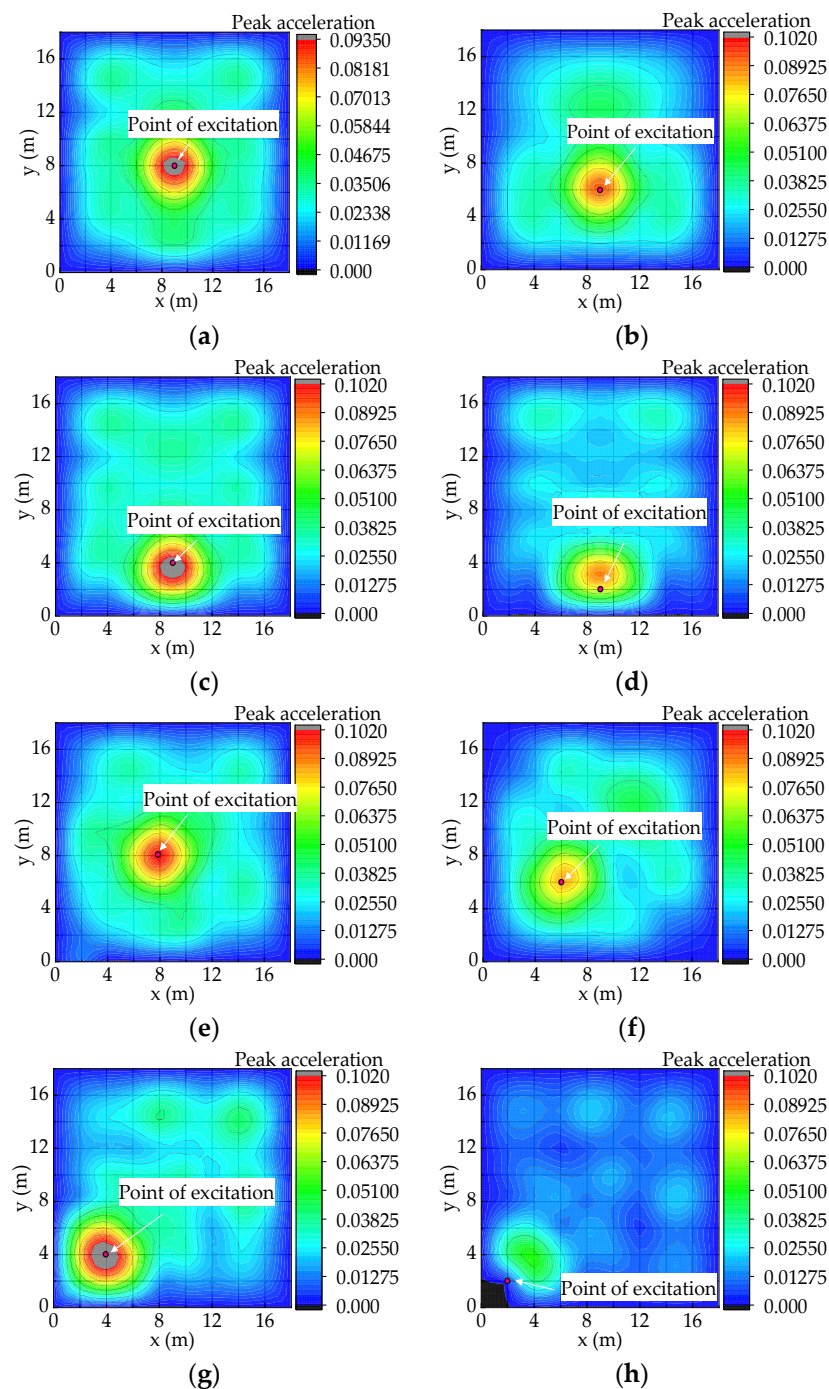 Peak acceleration
0.09350
0.08181
0.07013
0.05844
0.04675
0.03506
0.02338
0.01169
0.000
16
12
8
4
0
y (m)
Point of excitation
0 4 8 12 16
x (m)
(a)
Peak acceleration
0.1020
0.08925
0.07650
0.06375
0.05100
0.03825
0.02550
0.01275
0.000
16
12
8
4
0
y (m)
Point of excitation
0 4 8 12 16
x (m)
(b)
Peak acceleration
0.1020
0.08925
0.07650
0.06375
0.05100
0.03825
0.02550
0.01275
0.000
16
12
8
4
0
y (m)
Point of excitation
0 4 8 12 16
x (m)
(c)
Peak acceleration
0.1020
0.08925
0.07650
0.06375
0.05100
0.03825
0.02550
0.01275
0.000
16
12
8
4
0
y (m)
Point of excitation
0 4 8 12 16
x (m)
(d)
Peak acceleration
0.1020
0.08925
0.07650
0.06375
0.05100
0.03825
0.02550
0.01275
0.000
16
12
8
4
0
y (m)
Point of excitation
0 4 8 12 16
x (m)
(e)
Peak acceleration
0.1020
0.08925
0.07650
0.06375
0.05100
0.03825
0.02550
0.01275
0.000
16
12
8
4
0
y (m)
Point of excitation
0 4 8 12 16
x (m)
(f)
Peak acceleration
0.1020
0.08925
0.07650
0.06375
0.05100
0.03825
0.02550
0.01275
0.000
16
12
8
4
0
y (m)
Point of excitation
0 4 8 12 16
x (m)
(g)
Peak acceleration
0.1020
0.08925
0.07650
0.06375
0.05100
0.03825
0.02550
0.01275
0.000
16
12
8
4
0
y (m)
Point of excitation
0 4 8 12 16
x (m)
(h)